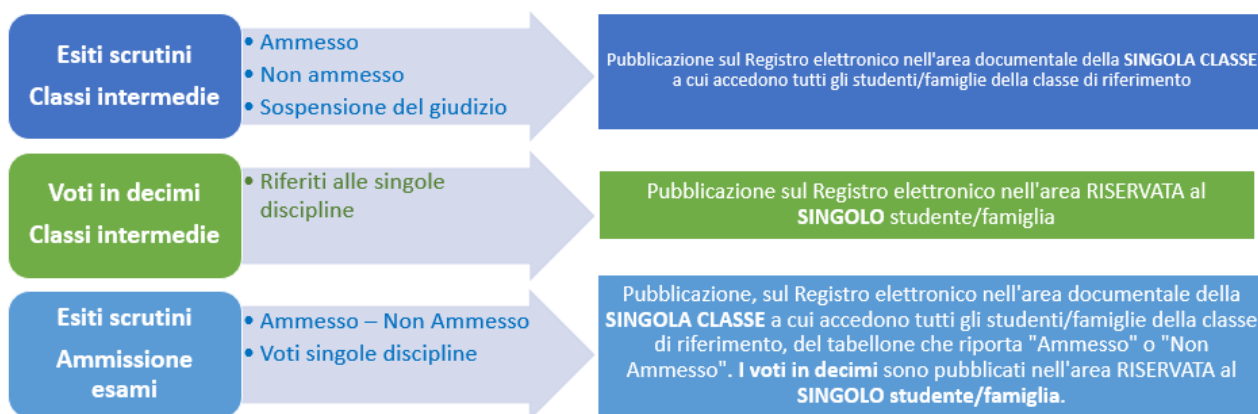 Esiti scrutini
Classi intermedie
• Ammesso
• Non ammesso
• Sospensione del giudizio
Pubblicazione sul Registro elettronico nell'area documentale della SINGOLA CLASSE
a cui accedono tutti gli studenti/famiglie della classe di riferimento
Voti in decimi
Classi intermedie
• Riferiti alle singole
discipline
Pubblicazione sul Registro elettronico nell'area RISERVATA al
SINGOLO studente/famiglia
Esiti scrutini
Ammissione
esami
• Ammesso – Non Ammesso
• Voti singole discipline
Pubblicazione, sul Registro elettronico nell'area documentale della
SINGOLA CLASSE a cui accedono tutti gli studenti/famiglie della classe
di riferimento, del tabellone che riporta "Ammesso" o "Non
Ammesso". I voti in decimi sono pubblicati nell'area RISERVATA al
SINGOLO studente/famiglia.